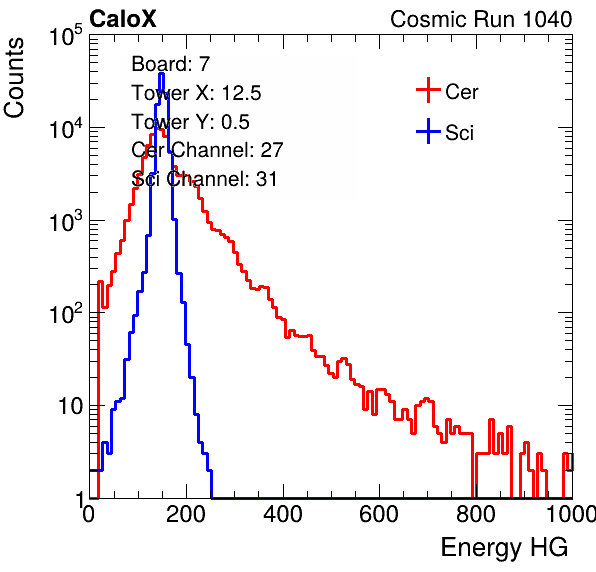 CaloX Cosmic Run 1040
Counts
10^5
10^4
10^3
10^2
10
1
Board: 7
Tower X: 12.5
Tower Y: 0.5
Cer Channel: 27
Sci Channel: 31
Cer
Sci
0 200 400 600 800 1000
Energy HG